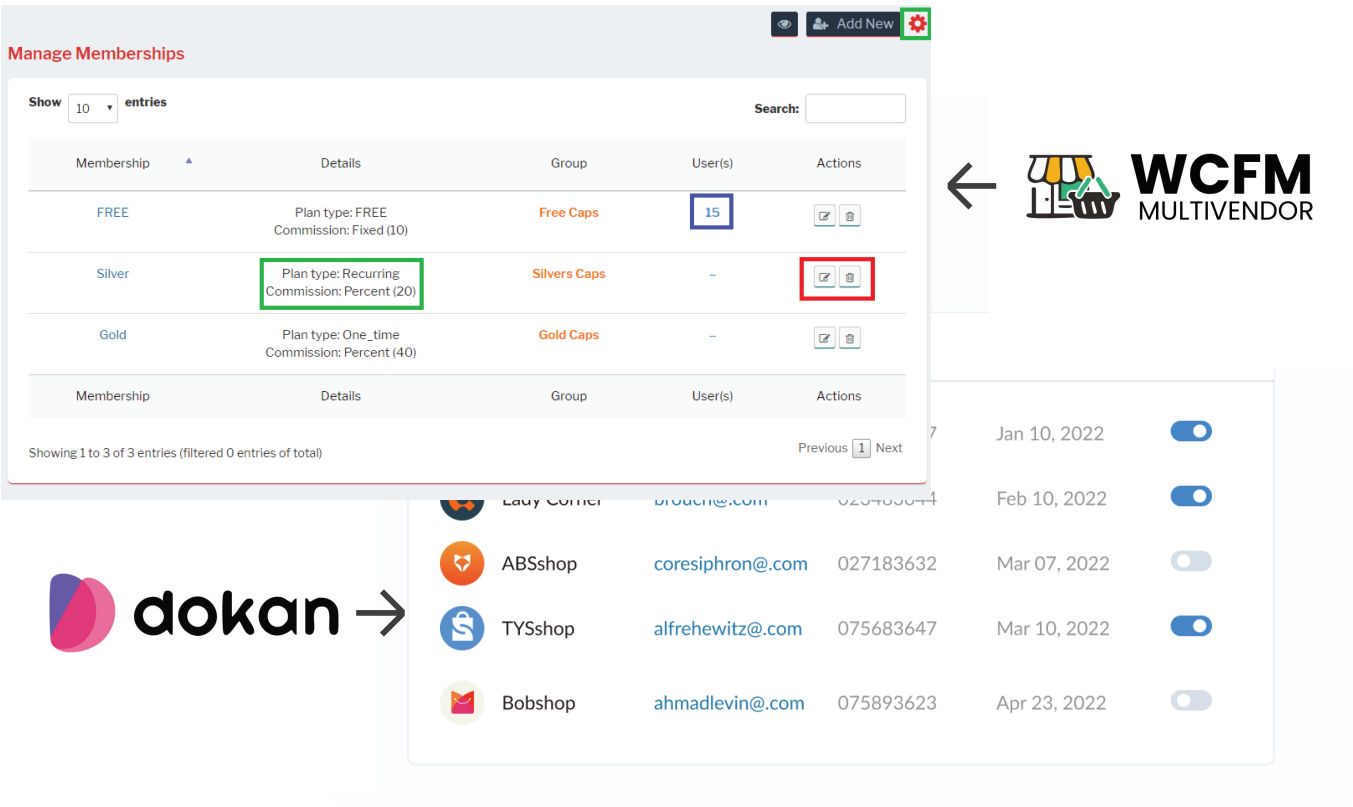 Add New
Manage Memberships
Show 10 entries
Search:
Membership Details Group User(s) Actions
FREE Plan type: FREE Free Caps 15
Commission: Fixed (10)
Silver Plan type: Recurring Silvers Caps –
Commission: Percent (20)
Gold Plan type: One_time Gold Caps –
Commission: Percent (40)
Membership Details Group User(s) Actions
Showing 1 to 3 of 3 entries (filtered 0 entries of total)
Previous 1 Next
WCFM
MULTIVENDOR
7 Jan 10, 2022
Lady Corner Feb 10, 2022
ABSshop coresiphron@.com 027183632 Mar 07, 2022
TYSshop alfrehewitz@.com 075683647 Mar 10, 2022
Bobshop ahmadlevin@.com 075893623 Apr 23, 2022
dokan